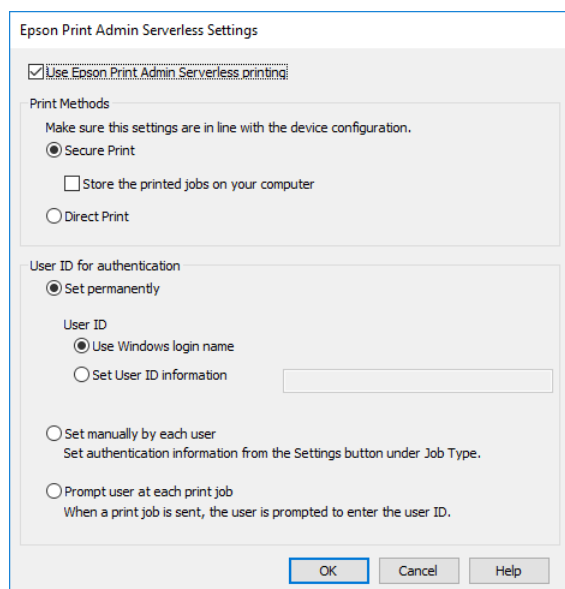 Epson Print Admin Serverless Settings
Use Epson Print Admin Serverless printing
Print Methods
Make sure this settings are in line with the device configuration.
Secure Print
Store the printed jobs on your computer
Direct Print
User ID for authentication
Set permanently
User ID
Use Windows login name
Set User ID information
Set manually by each user
Set authentication information from the Settings button under Job Type.
Prompt user at each print job
When a print job is sent, the user is prompted to enter the user ID.
OK Cancel Help